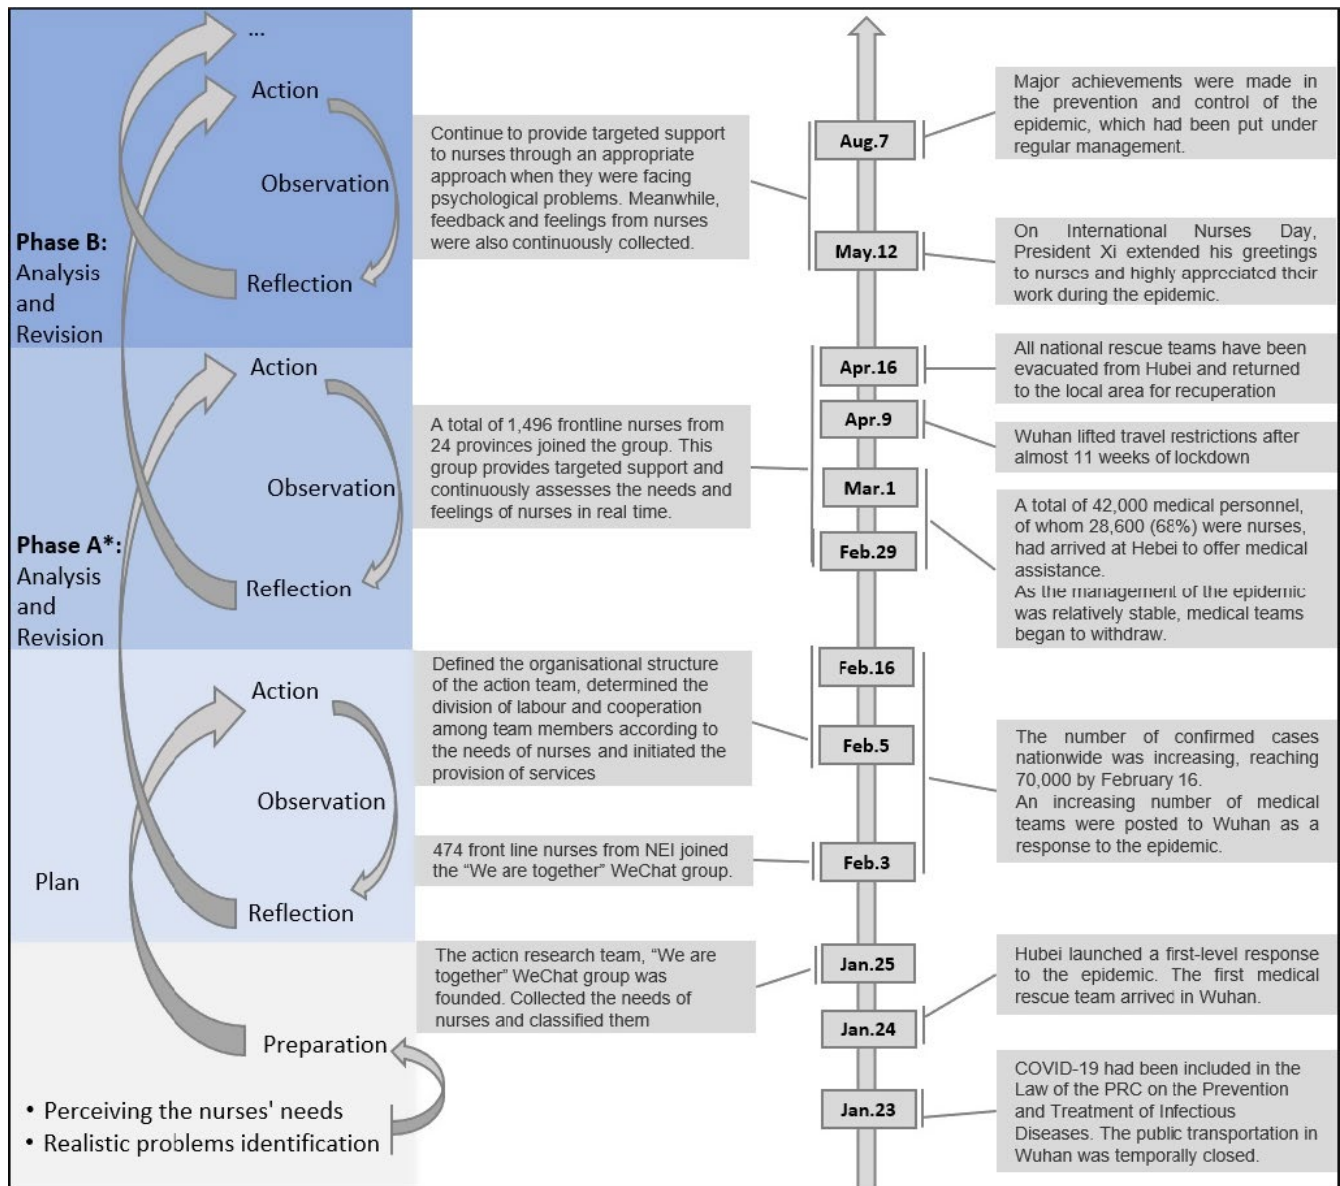 ...
Action
Observation
Reflection
Phase B:
Analysis
and
Revision
Action
Observation
Reflection
Phase A*:
Analysis
and
Revision
Action
Observation
Reflection
Plan
Preparation
• Perceiving the nurses' needs
• Realistic problems identification
Continue to provide targeted support
to nurses through an appropriate
approach when they were facing
psychological problems. Meanwhile,
feedback and feelings from nurses
were also continuously collected.
A total of 1,496 frontline nurses from
24 provinces joined the group. This
group provides targeted support and
continuously assesses the needs and
feelings of nurses in real time.
Defined the organisational structure
of the action team, determined the
division of labour and cooperation
among team members according to
the needs of nurses and initiated the
provision of services
474 front line nurses from NEI joined
the “We are together” WeChat group.
The action research team, “We are
together” WeChat group was
founded. Collected the needs of
nurses and classified them
Aug.7
May.12
Apr.16
Apr.9
Mar.1
Feb.29
Feb.16
Feb.5
Feb.3
Jan.25
Jan.24
Jan.23
Major achievements were made in
the prevention and control of the
epidemic, which had been put under
regular management.
On International Nurses Day,
President Xi extended his greetings
to nurses and highly appreciated their
work during the epidemic.
All national rescue teams have been
evacuated from Hubei and returned
to the local area for recuperation
Wuhan lifted travel restrictions after
almost 11 weeks of lockdown
A total of 42,000 medical personnel,
of whom 28,600 (68%) were nurses,
had arrived at Hebei to offer medical
assistance.
As the management of the epidemic
was relatively stable, medical teams
began to withdraw.
The number of confirmed cases
nationwide was increasing, reaching
70,000 by February 16.
An increasing number of medical
teams were posted to Wuhan as a
response to the epidemic.
Hubei launched a first-level response
to the epidemic. The first medical
rescue team arrived in Wuhan.
COVID-19 had been included in the
Law of the PRC on the Prevention
and Treatment of Infectious
Diseases. The public transportation in
Wuhan was temporally closed.